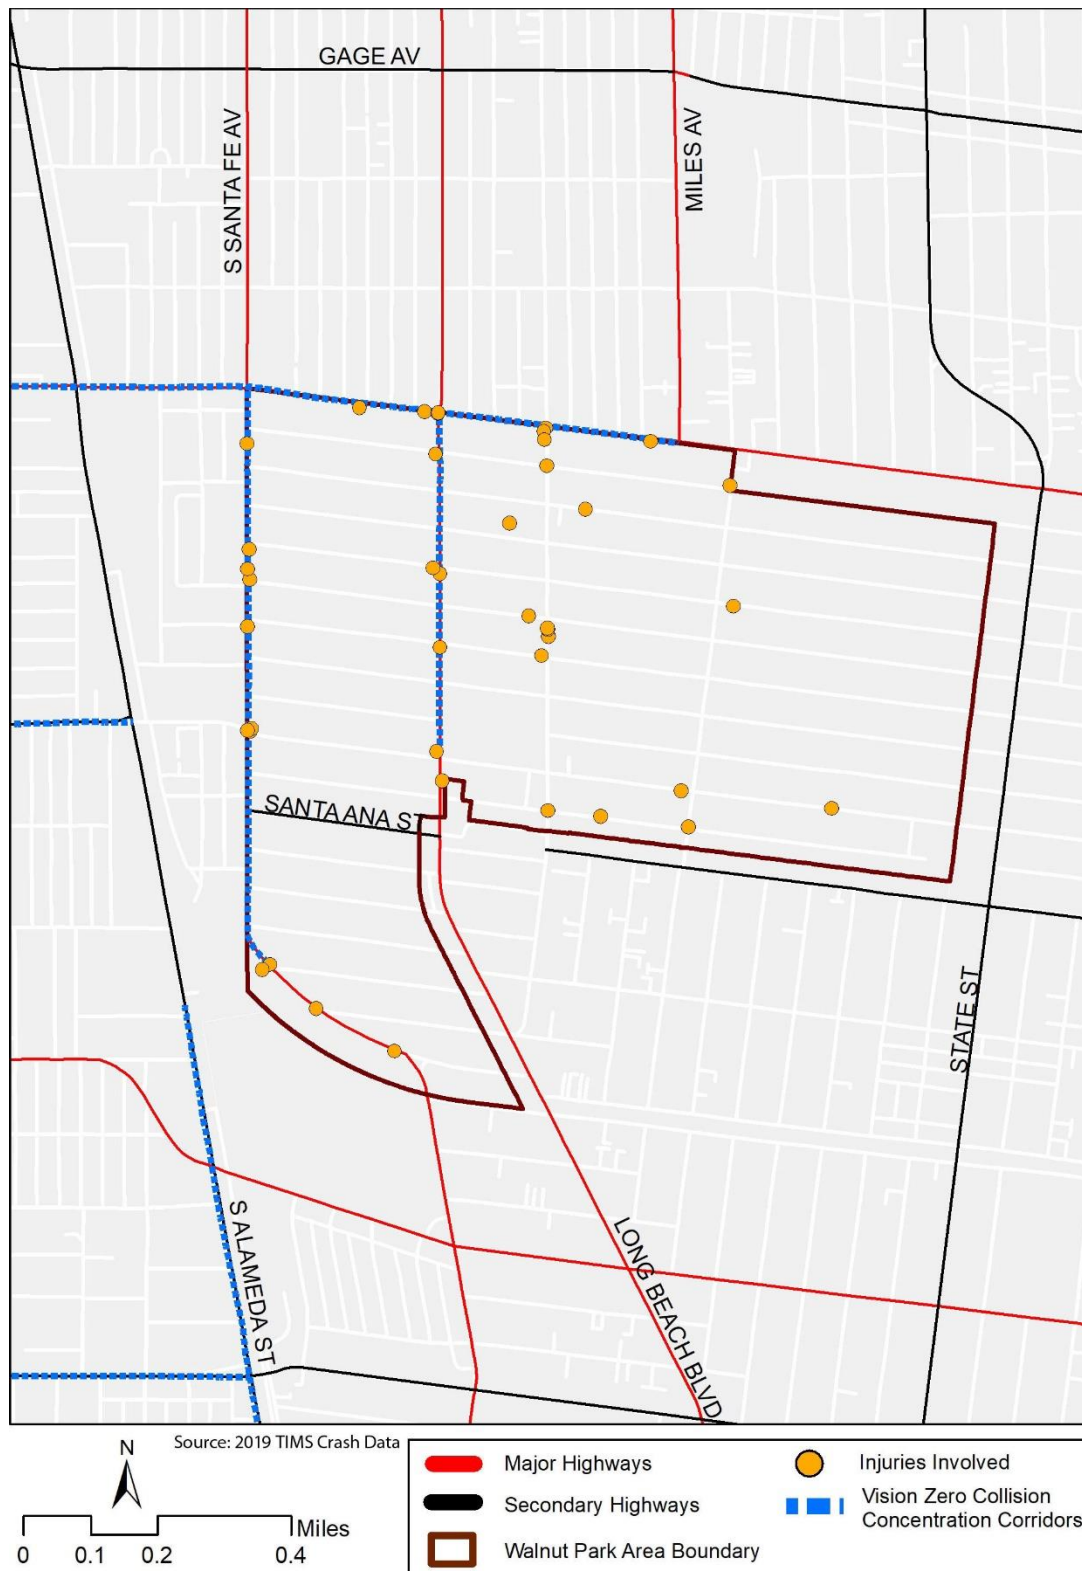 GAGE AV
S SANTA FE AV
MILES AV
SANTA ANA ST
STATE ST
S ALAMEDA ST
LONG BEACH BLVD
N
Source: 2019 TIMS Crash Data
Miles
0 0.1 0.2 0.4
Major Highways
Secondary Highways
Walnut Park Area Boundary
Injuries Involved
Vision Zero Collision
Concentration Corridors